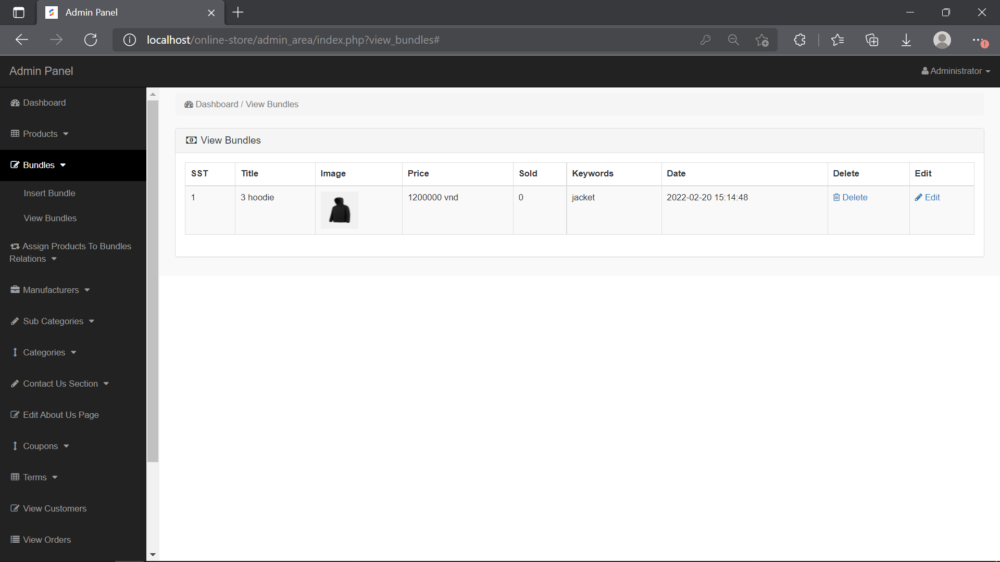 Admin Panel
localhost/online-store/admin_area/index.php?view_bundles#
Admin Panel
Administrator
Dashboard
Products
Bundles
Insert Bundle
View Bundles
Assign Products To Bundles
Relations
Manufacturers
Sub Categories
Categories
Contact Us Section
Edit About Us Page
Coupons
Terms
View Customers
View Orders
Dashboard / View Bundles
View Bundles
SST Title Image Price Sold Keywords Date Delete Edit
1 3 hoodie 1200000 vnd 0 jacket 2022-02-20 15:14:48 Delete Edit